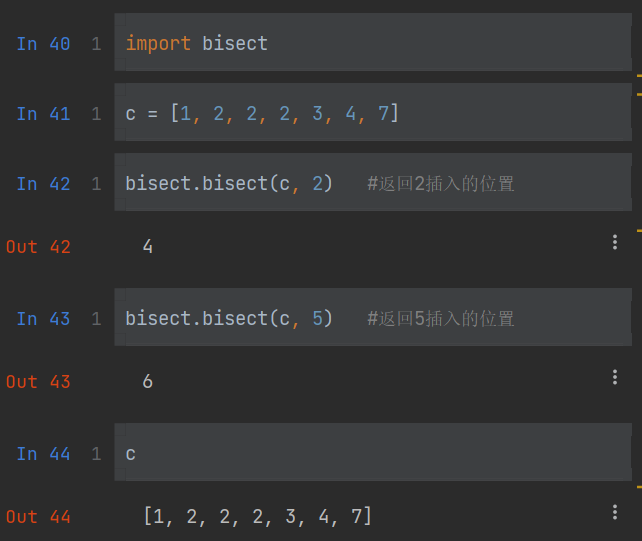 In 40 1 import bisect
In 41 1 c = [1, 2, 2, 2, 3, 4, 7]
In 42 1 bisect.bisect(c, 2) #返回2插入的位置
Out 42 4
In 43 1 bisect.bisect(c, 5) #返回5插入的位置
Out 43 6
In 44 1 c
Out 44 [1, 2, 2, 2, 3, 4, 7]